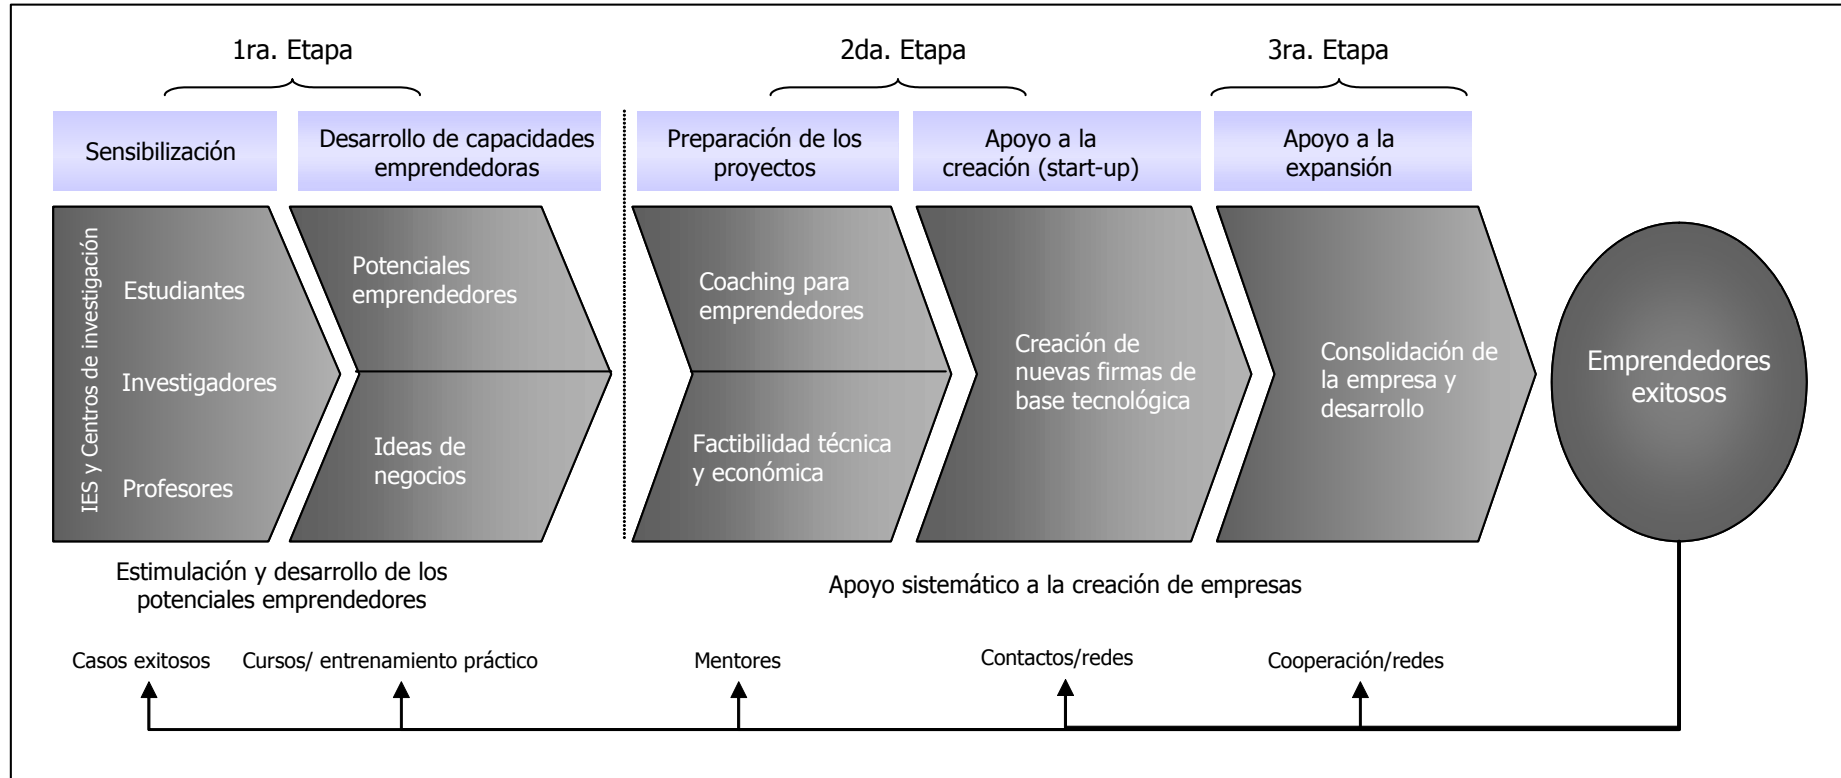 1ra. Etapa
2da. Etapa
3ra. Etapa
Sensibilización
Desarrollo de capacidades
emprendedoras
Preparación de los
proyectos
Apoyo a la
creación (start-up)
Apoyo a la
expansión
IES y Centros de investigación
Estudiantes
Investigadores
Profesores
Potenciales
emprendedores
Ideas de
negocios
Coaching para
emprendedores
Factibilidad técnica
y económica
Creación de
nuevas firmas de
base tecnológica
Consolidación de
la empresa y
desarrollo
Emprendedores
exitosos
Estimulación y desarrollo de los
potenciales emprendedores
Apoyo sistemático a la creación de empresas
Casos exitosos
Cursos/ entrenamiento práctico
Mentores
Contactos/redes
Cooperación/redes